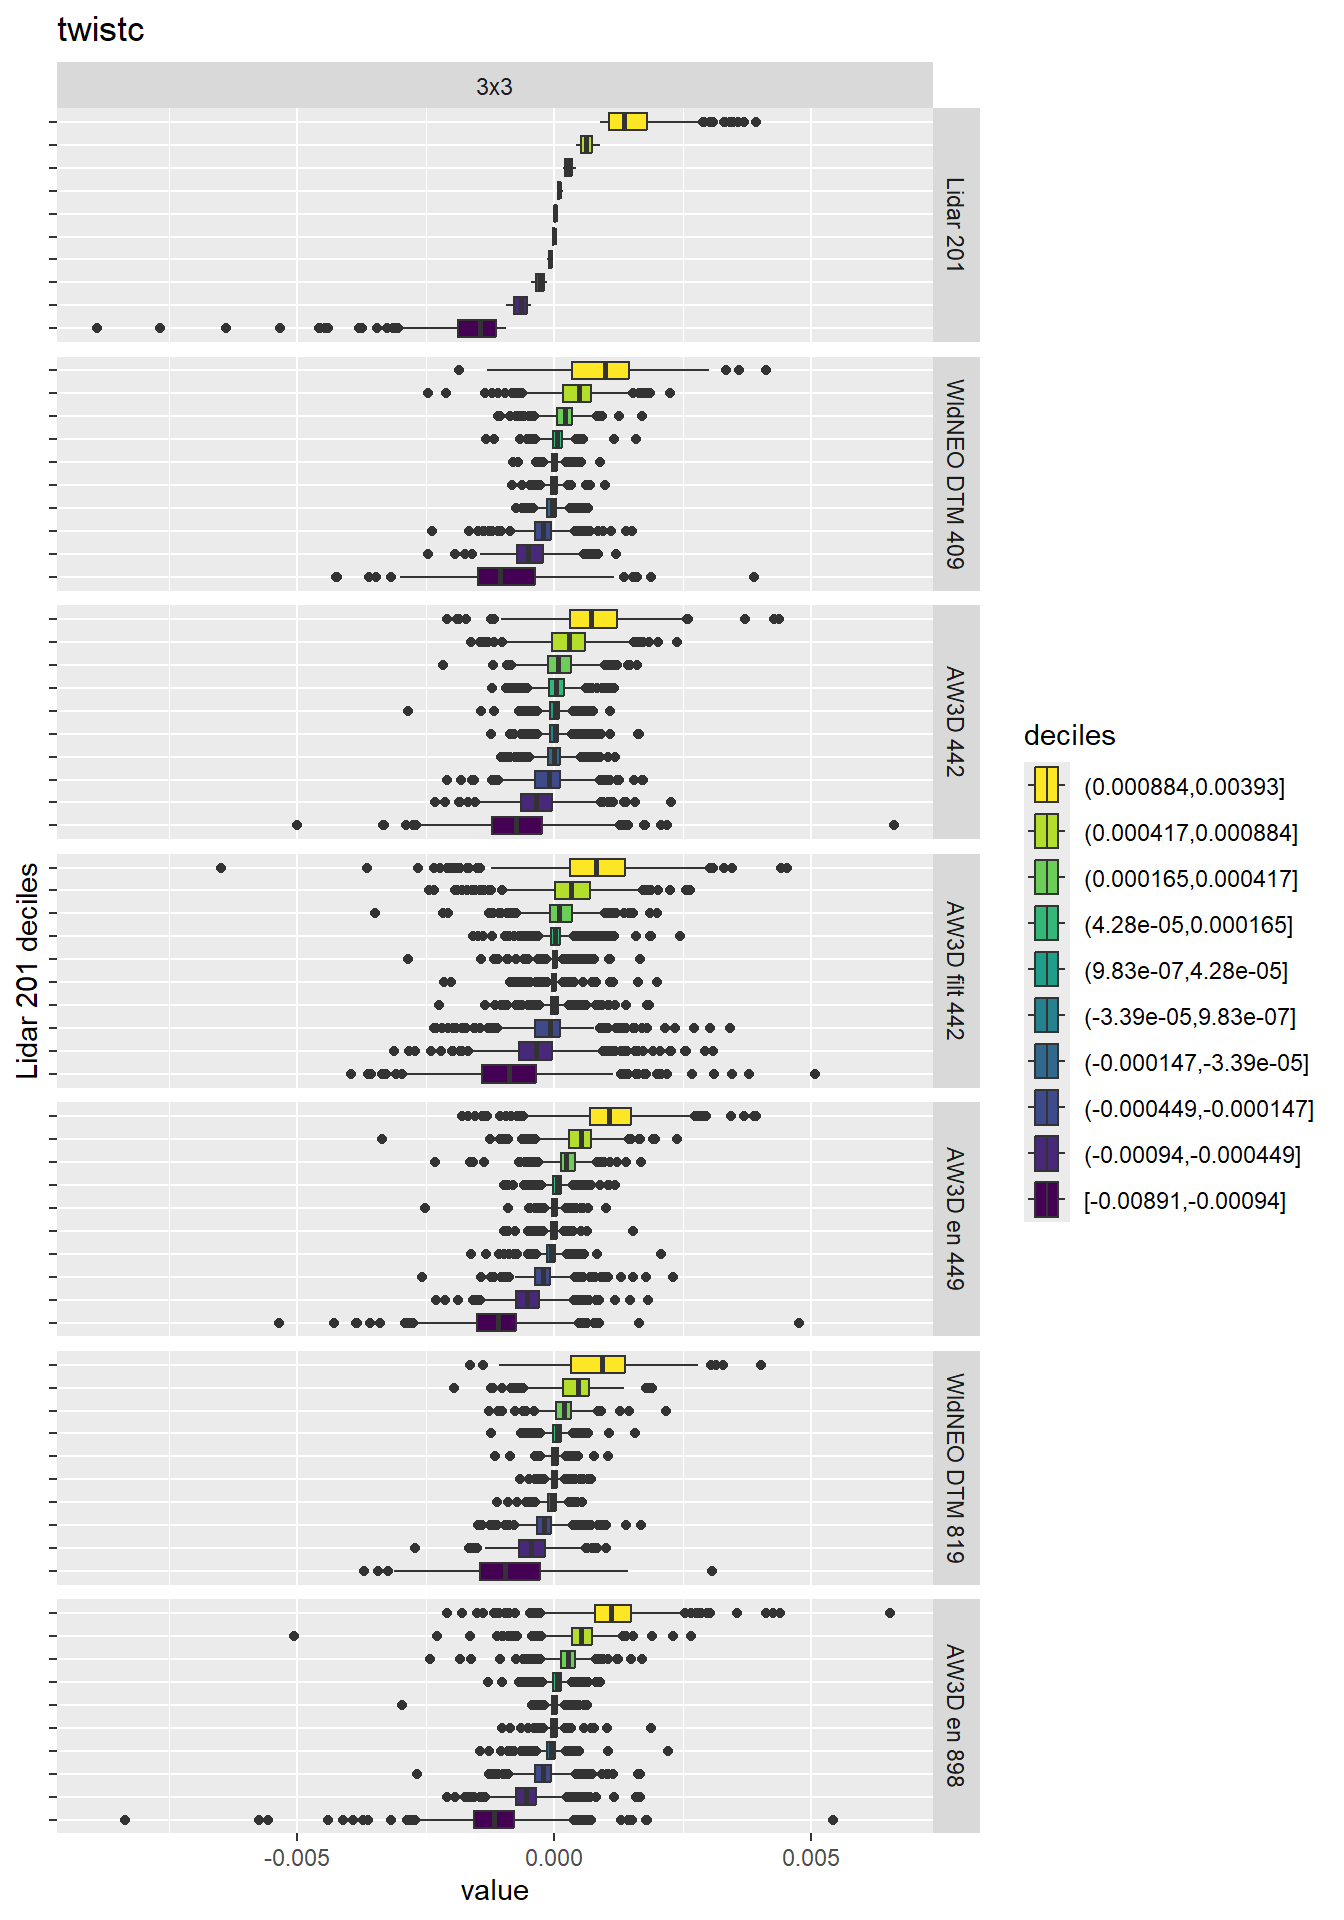 twistc
3x3
Lidar 201
WldNEO DTM 409
AW3D 442
AW3D filt 442
AW3D en 449
WldNEO DTM 819
AW3D en 898
Lidar 201 deciles
-0.005
0.000
0.005
value
deciles
(0.000884,0.00393]
(0.000417,0.000884]
(0.000165,0.000417]
(4.28e-05,0.000165]
(9.83e-07,4.28e-05]
(-3.39e-05,9.83e-07]
(-0.000147,-3.39e-05]
(-0.000449,-0.000147]
(-0.00094,-0.000449]
[-0.00891,-0.00094]